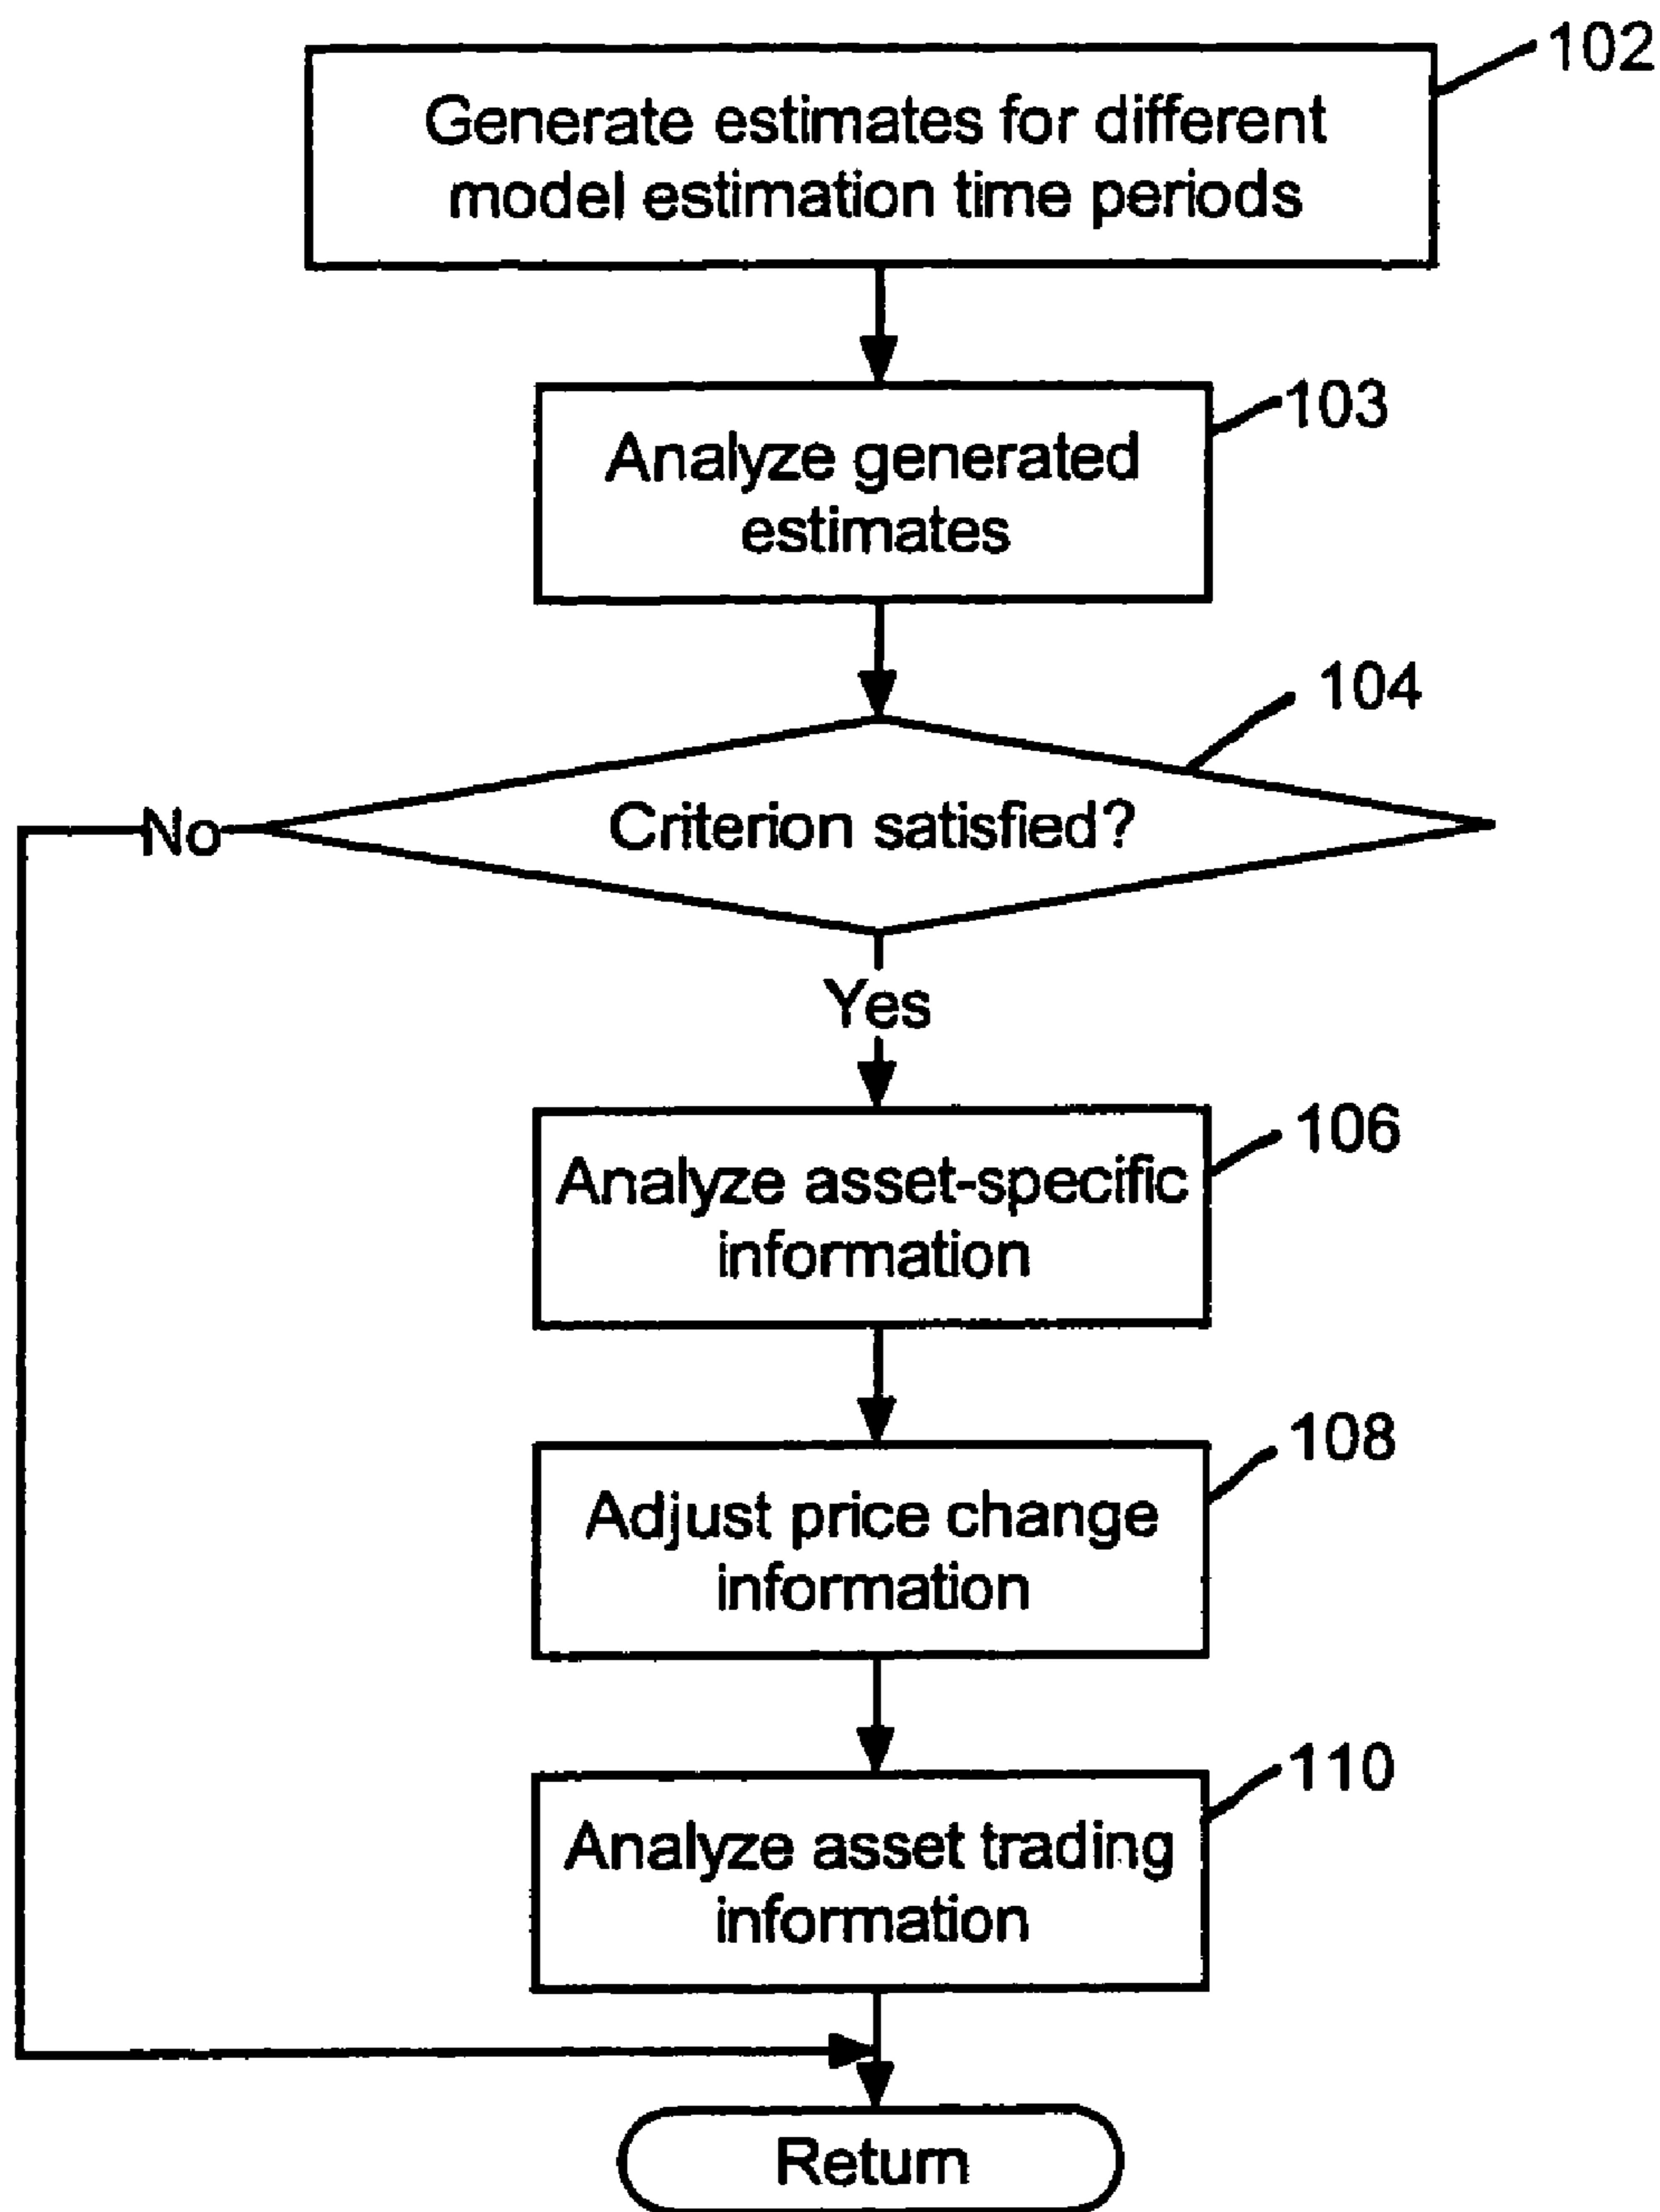 102
Generate estimates for different
model estimation time periods
103
Analyze generated
estimates
104
Criterion satisfied?
No
Yes
106
Analyze asset-specific
information
108
Adjust price change
information
110
Analyze asset trading
information
Return